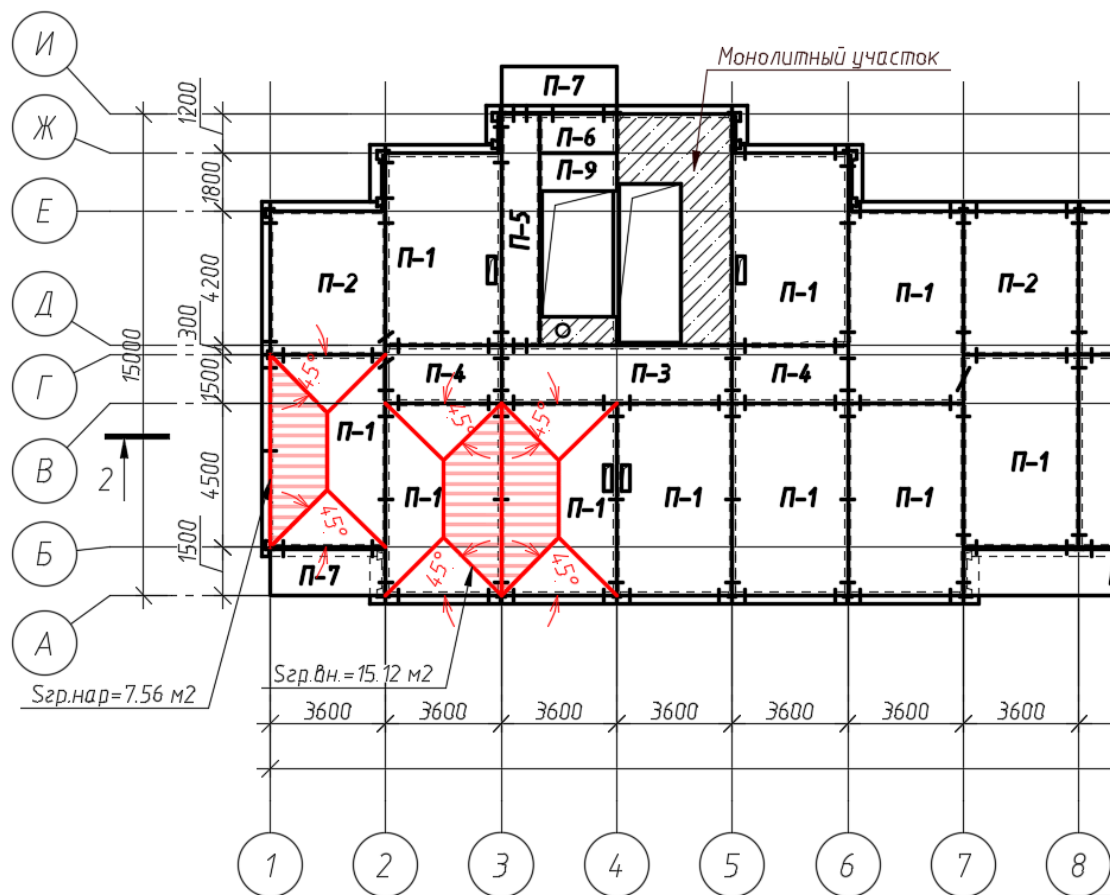 И
Ж
Е
Д
Г
В
Б
А
1200
1800
4200
300
1500
4500
1500
15000
2
Монолитный участок
П-7
П-6
П-9
П-5
П-2
П-1
П-1
П-1
П-2
П-4
П-3
П-4
П-1
П-1
П-1
П-1
П-1
П-1
П-1
П-7
45°
45°
45°
45°
45°
45°
Sгр.нар=7.56 м2
Sгр.вн.=15.12 м2
3600
3600
3600
3600
3600
3600
3600
1
2
3
4
5
6
7
8